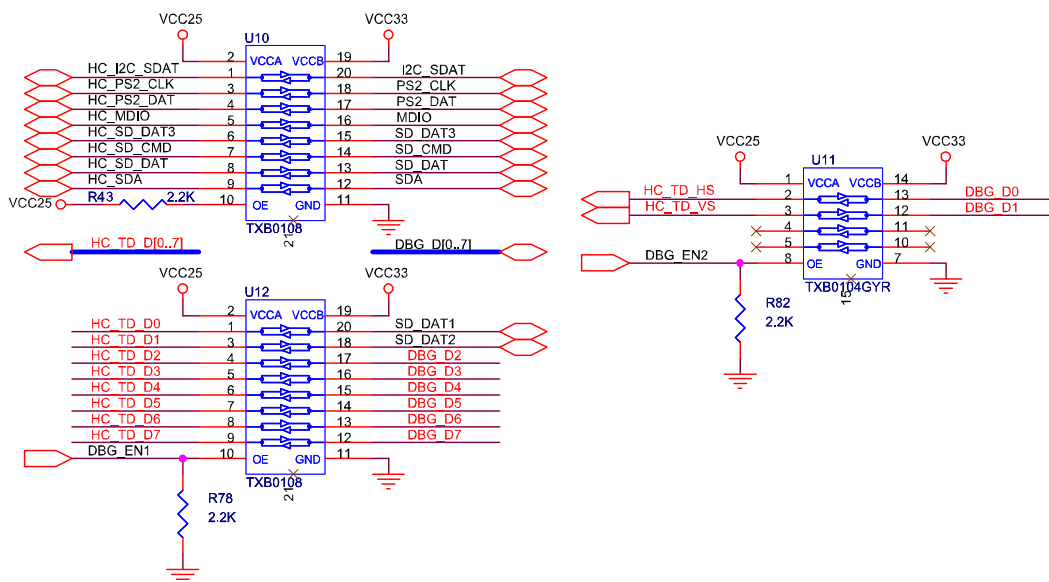 VCC25
VCC33
U10
2 VCCA VCCB 19
HC_I2C_SDAT 1 20 I2C_SDAT
HC_PS2_CLK 3 18 PS2_CLK
HC_PS2_DAT 4 17 PS2_DAT
HC_MDIO 5 16 MDIO
HC_SD_DAT3 6 15 SD_DAT3
HC_SD_CMD 7 14 SD_CMD
HC_SD_DAT 8 13 SD_DAT
HC_SDA 9 12 SDA
VCC25 R43 2.2K 10 OE GND 11
TXB0108
21
HC_TD_D[0..7]
DBG_D[0..7]
VCC25
VCC33
U12
2 VCCA VCCB 19
HC_TD_D0 1 20 SD_DAT1
HC_TD_D1 3 18 SD_DAT2
HC_TD_D2 4 17 DBG_D2
HC_TD_D3 5 16 DBG_D3
HC_TD_D4 6 15 DBG_D4
HC_TD_D5 7 14 DBG_D5
HC_TD_D6 8 13 DBG_D6
HC_TD_D7 9 12 DBG_D7
DBG_EN1 10 OE GND 11
TXB0108
21
R78
2.2K
VCC25
VCC33
U11
1 VCCA VCCB 14
HC_TD_HS 2 13 DBG_D0
HC_TD_VS 3 12 DBG_D1
4 11
5 10
DBG_EN2 8 OE GND 7
TXB0104GYR
15
R82
2.2K